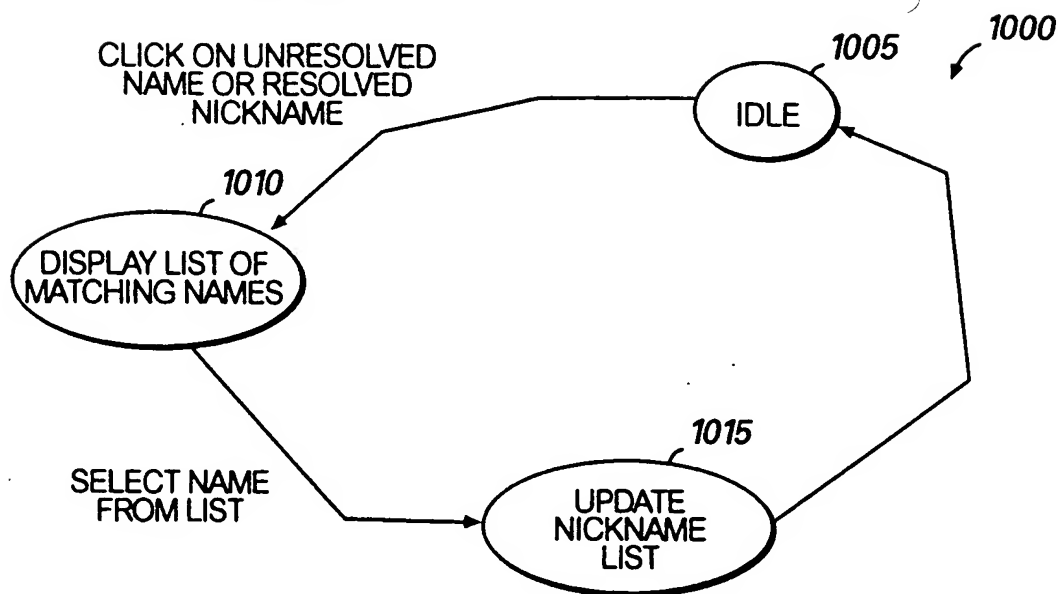 1000
1005
CLICK ON UNRESOLVED
NAME OR RESOLVED
NICKNAME
IDLE
1010
DISPLAY LIST OF
MATCHING NAMES
1015
SELECT NAME
FROM LIST
UPDATE
NICKNAME
LIST